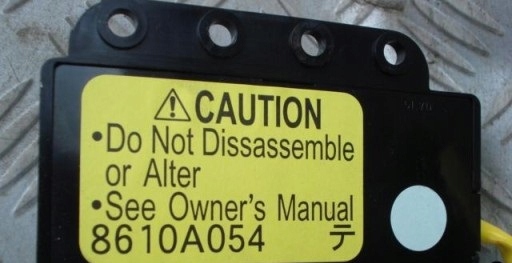 CAUTION
•Do Not Dissassemble
or Alter
•See Owner's Manual
8610A054 テ